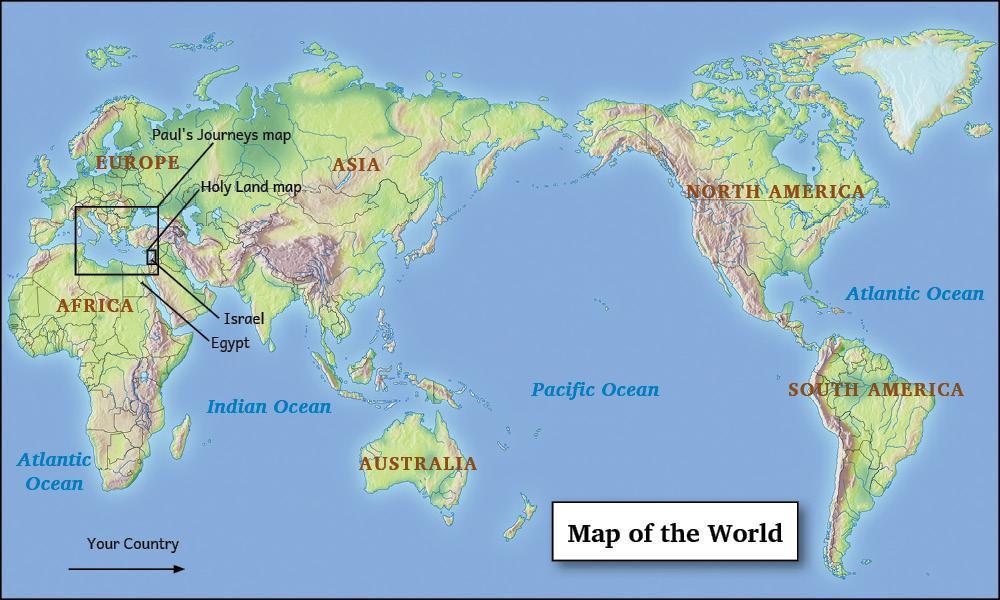 Paul's Journeys map
EUROPE
ASIA
Holy Land map
NORTH AMERICA
Atlantic Ocean
AFRICA
Israel
Egypt
Pacific Ocean
SOUTH AMERICA
Indian Ocean
Atlantic
Ocean
AUSTRALIA
Map of the World
Your Country